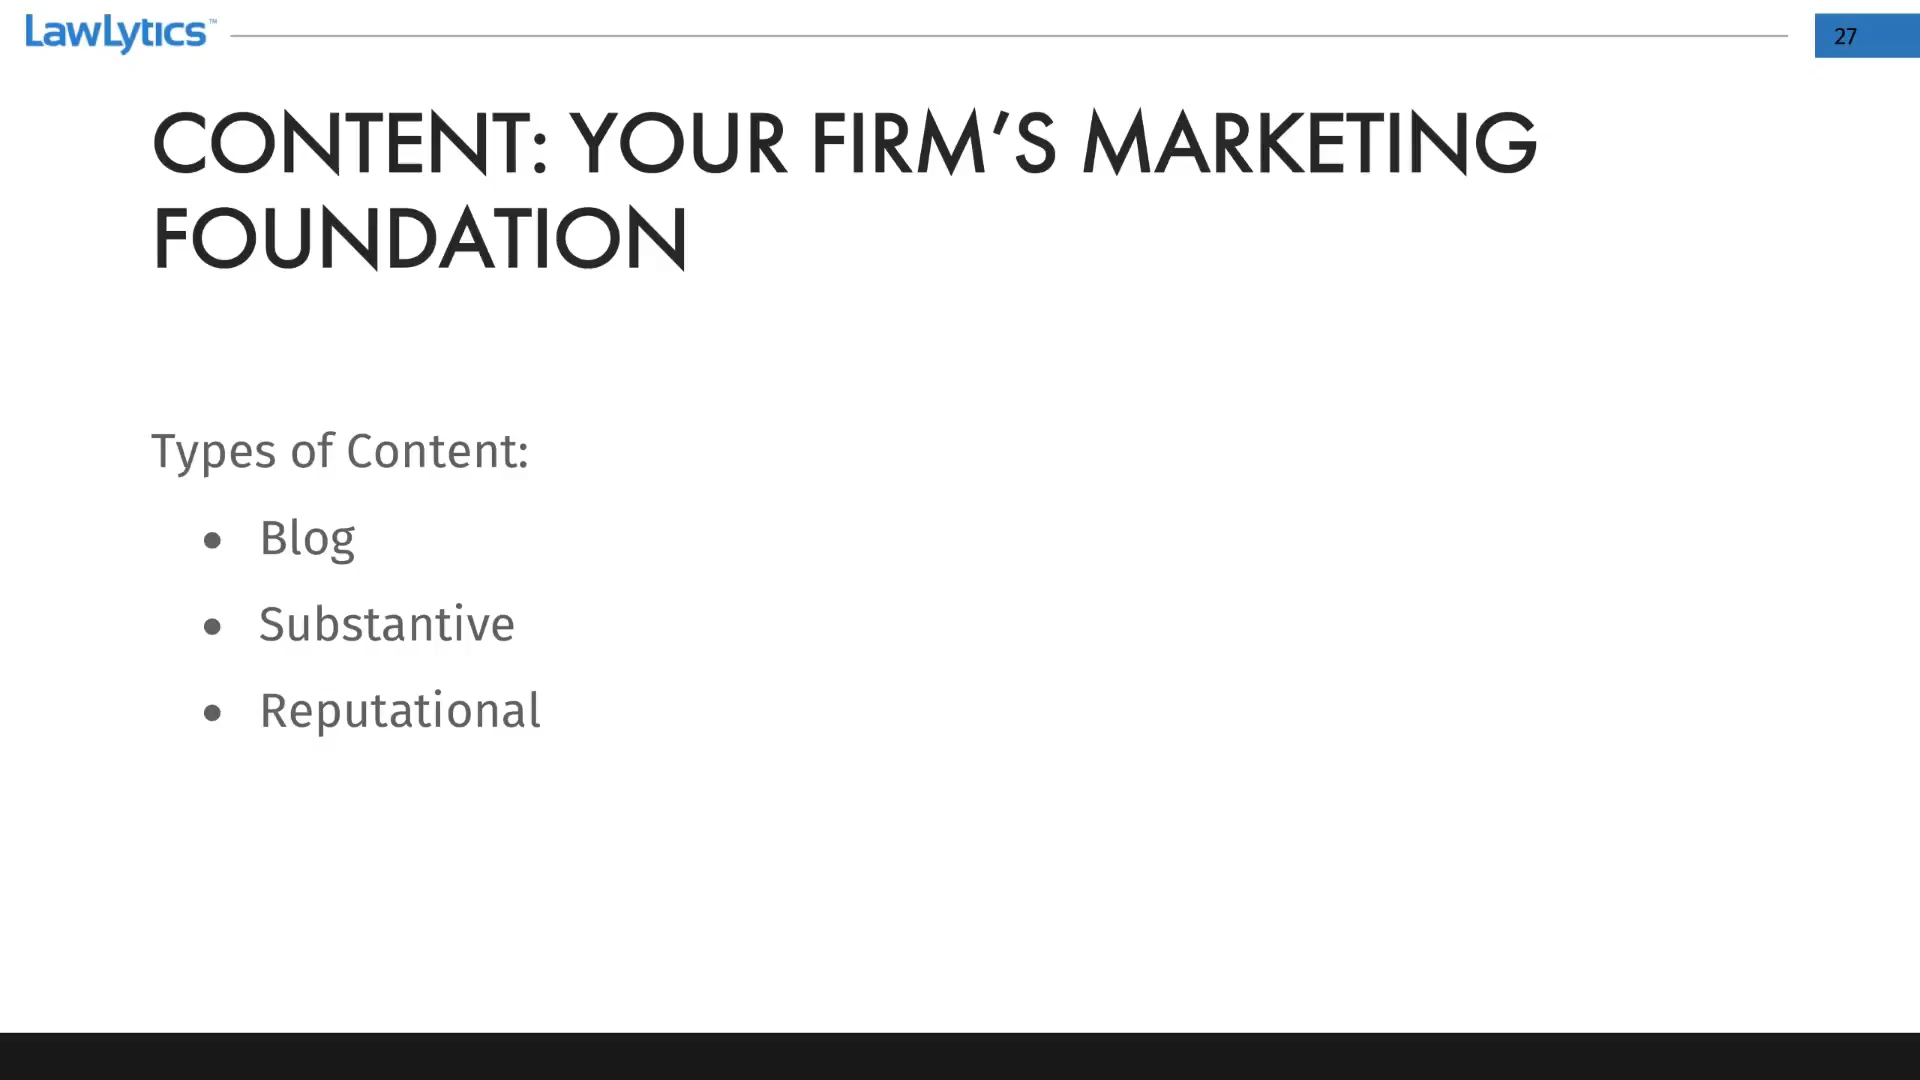 LawLytics™
27
CONTENT: YOUR FIRM’S MARKETING
FOUNDATION
Types of Content:
• Blog
• Substantive
• Reputational